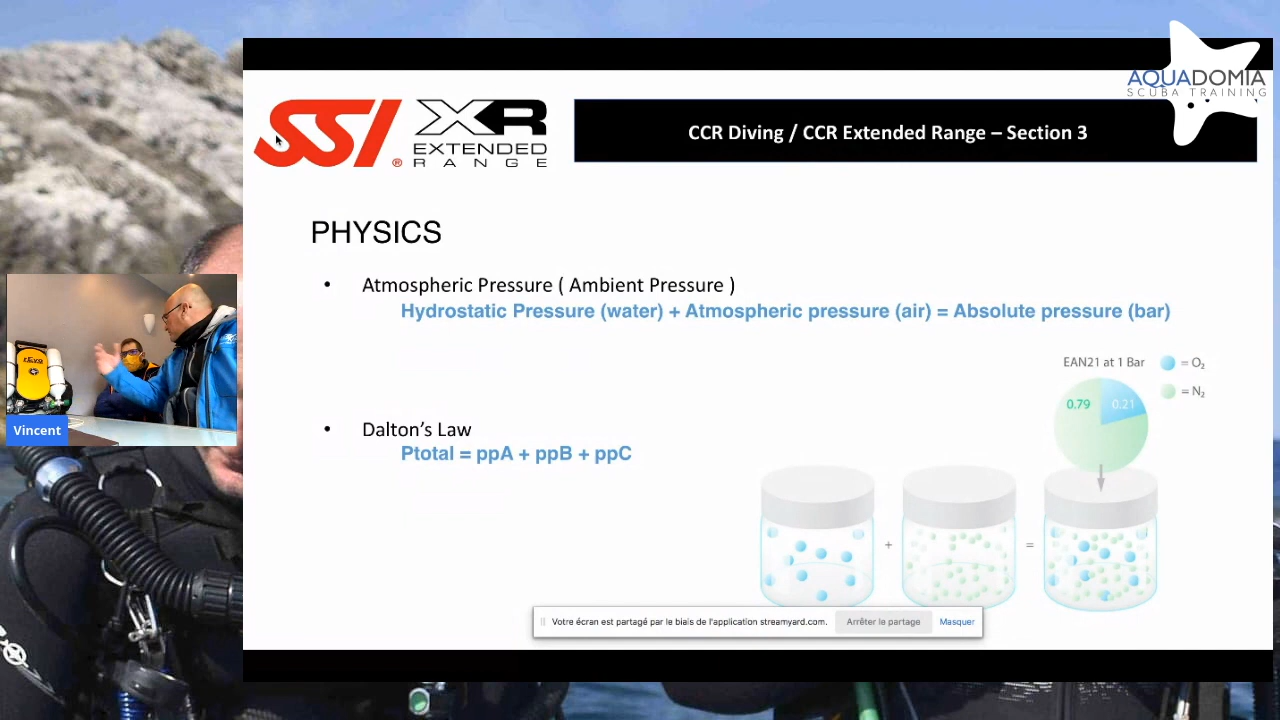 AQUADOMIA
SCUBA TRAINING
SSI ® XR
EXTENDED
RANGE
CCR Diving / CCR Extended Range – Section 3
PHYSICS
• Atmospheric Pressure ( Ambient Pressure )
Hydrostatic Pressure (water) + Atmospheric pressure (air) = Absolute pressure (bar)
EAN21 at 1 Bar
= O₂
= N₂
0.79
0.21
• Dalton’s Law
Ptotal = ppA + ppB + ppC
+
=
Vincent
Votre écran est partagé par le biais de l'application streamyard.com.
Arrêter le partage
Masquer